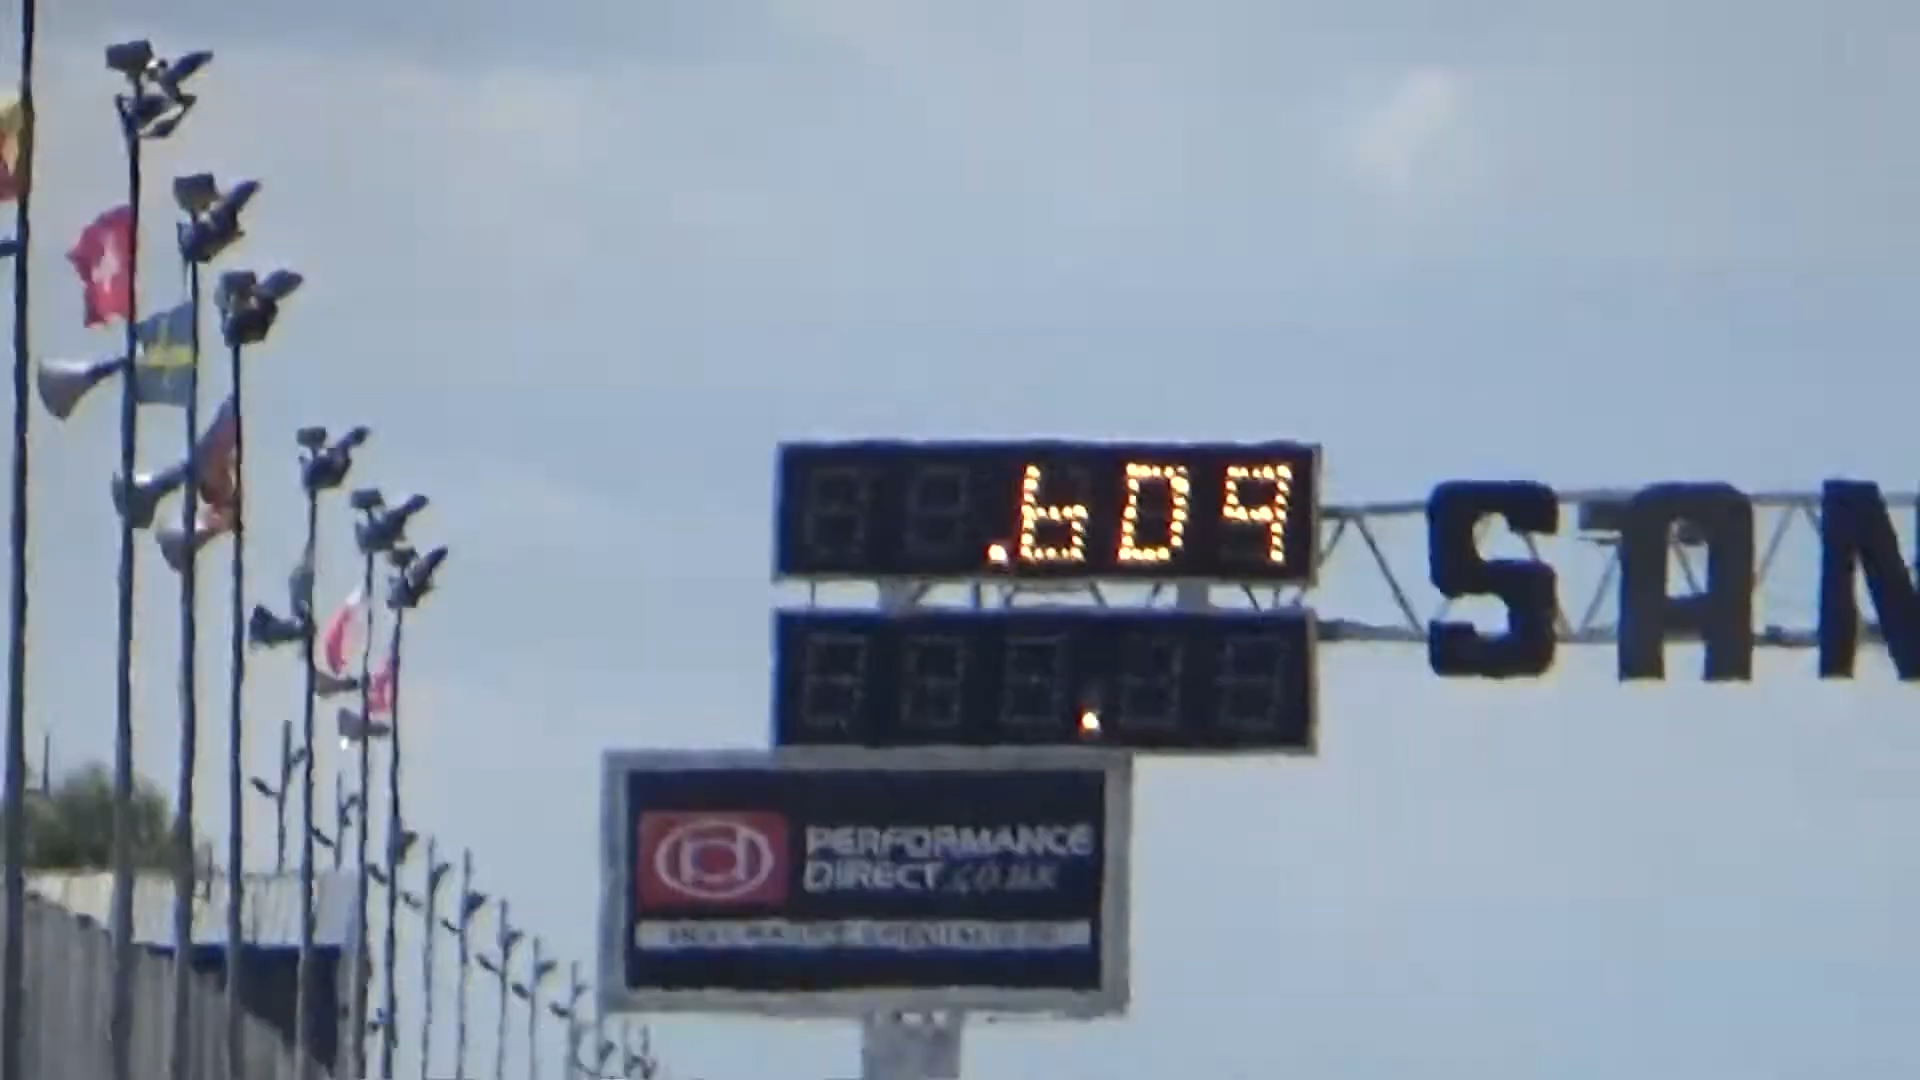 .609
.
SAN
PERFORMANCE
DIRECT.co.uk